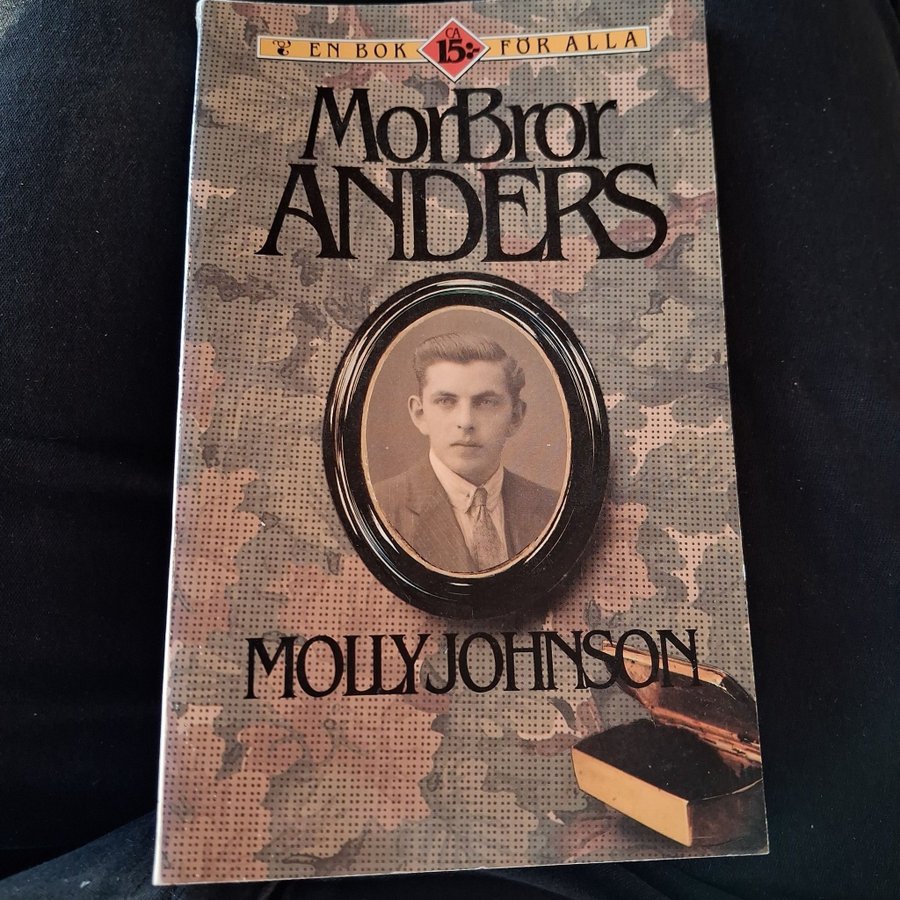 EN BOK CA 15:- FÖR ALLA
MorBror
ANDERS
MOLLY JOHNSON